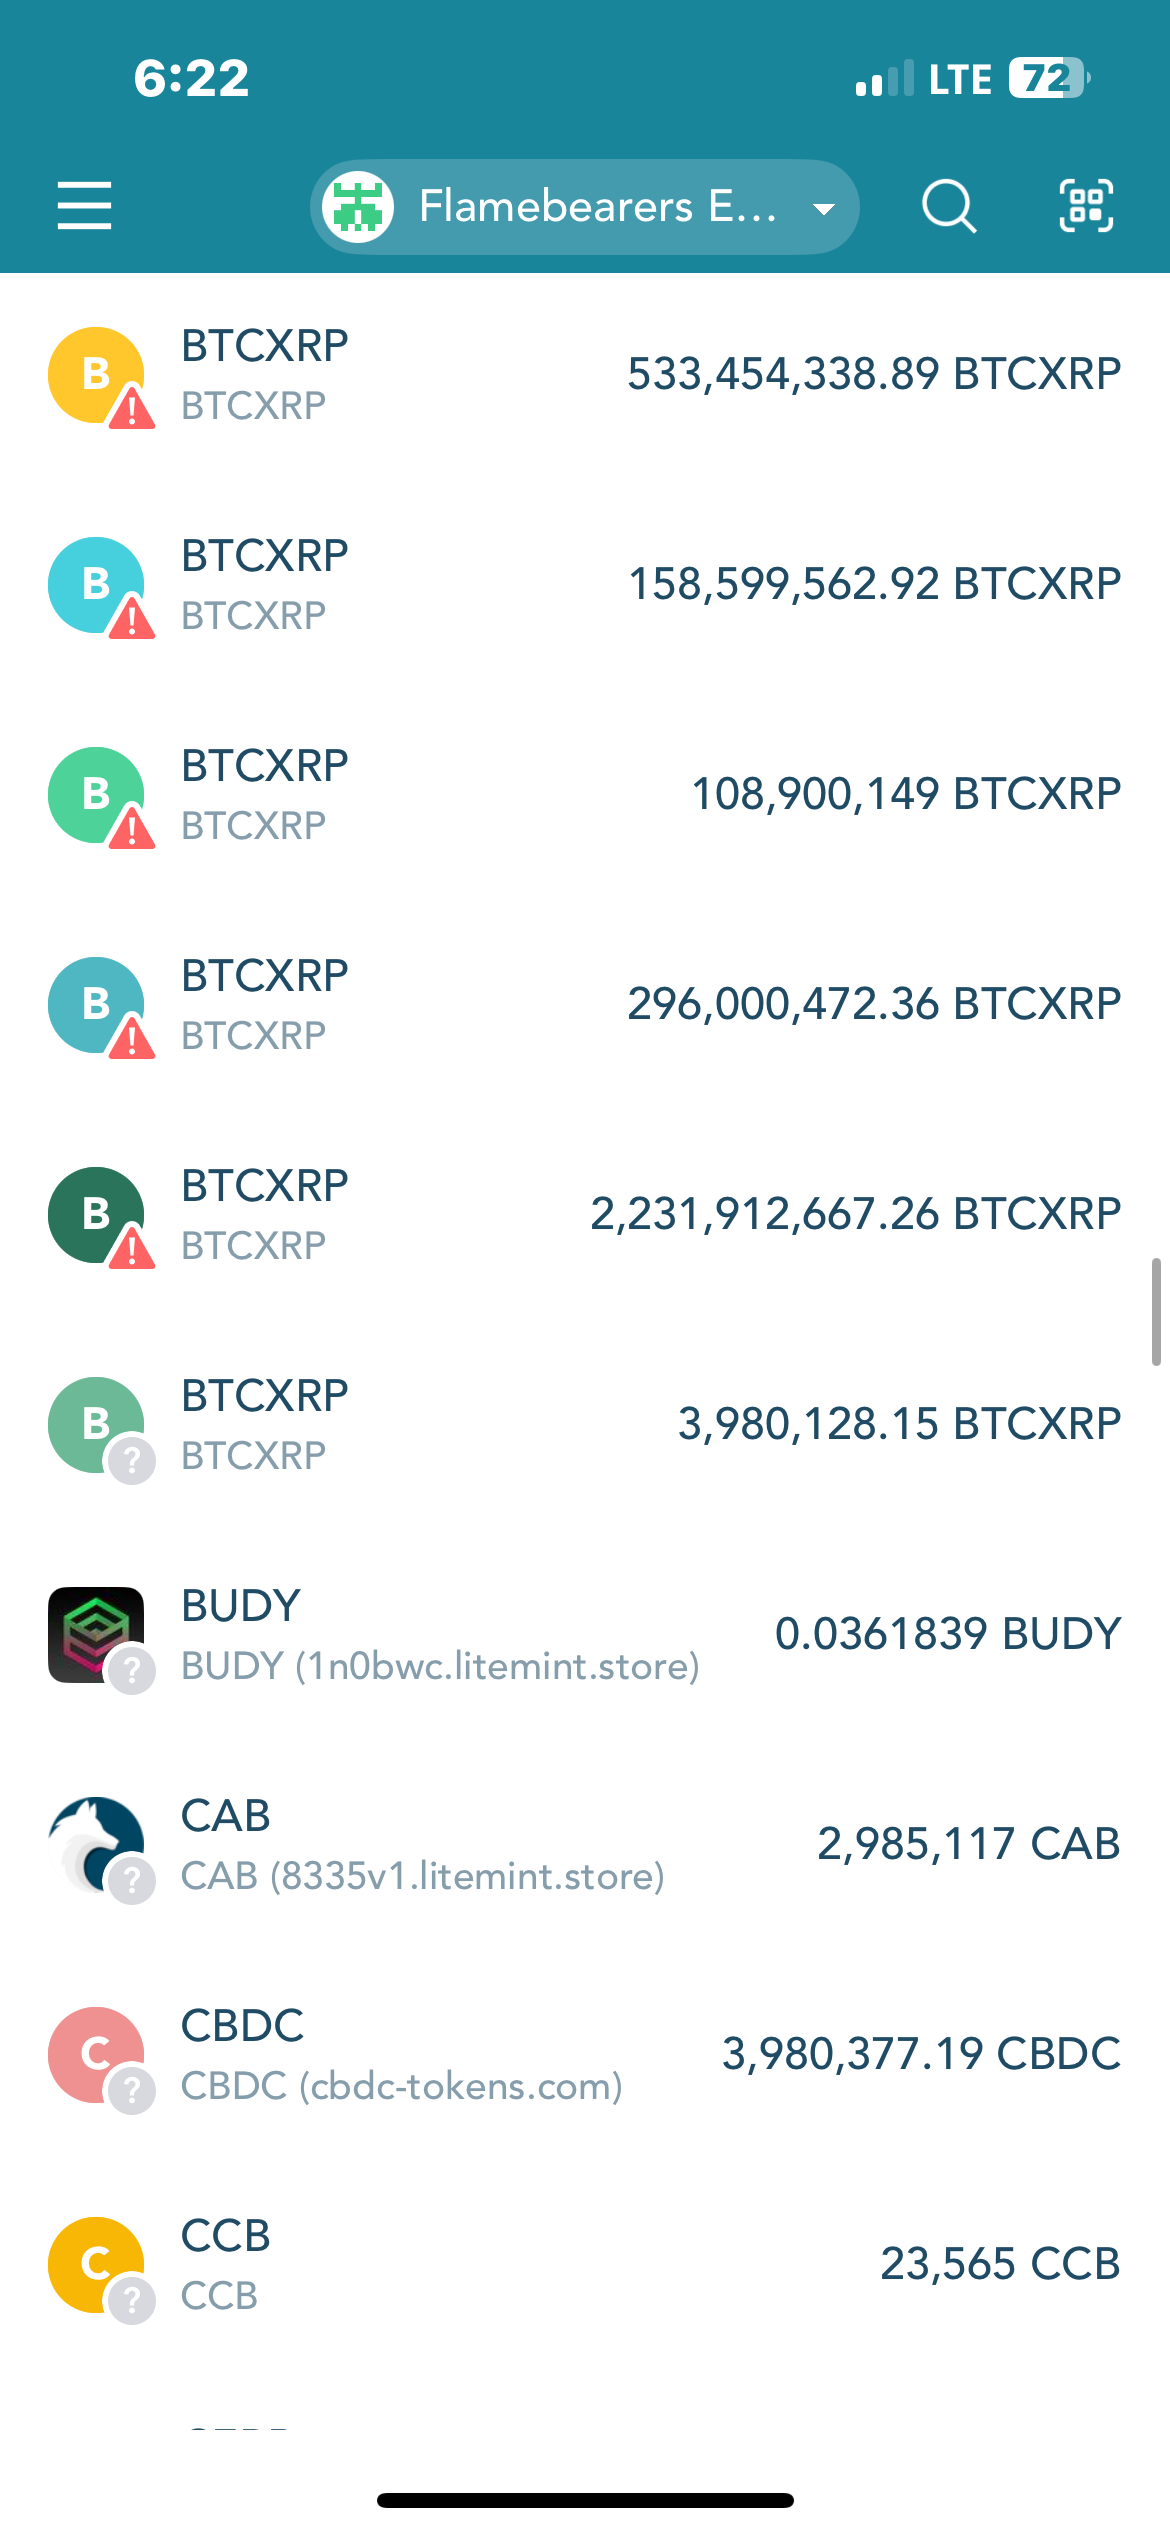 6:22
LTE 72
Flamebearers E...
B BTCXRP
BTCXRP
533,454,338.89 BTCXRP
B BTCXRP
BTCXRP
158,599,562.92 BTCXRP
B BTCXRP
BTCXRP
108,900,149 BTCXRP
B BTCXRP
BTCXRP
296,000,472.36 BTCXRP
B BTCXRP
BTCXRP
2,231,912,667.26 BTCXRP
B BTCXRP
? BTCXRP
3,980,128.15 BTCXRP
BUDY
? BUDY (1n0bwc.litemint.store)
0.0361839 BUDY
CAB
? CAB (8335v1.litemint.store)
2,985,117 CAB
C CBDC
? CBDC (cbdc-tokens.com)
3,980,377.19 CBDC
C CCB
? CCB
23,565 CCB